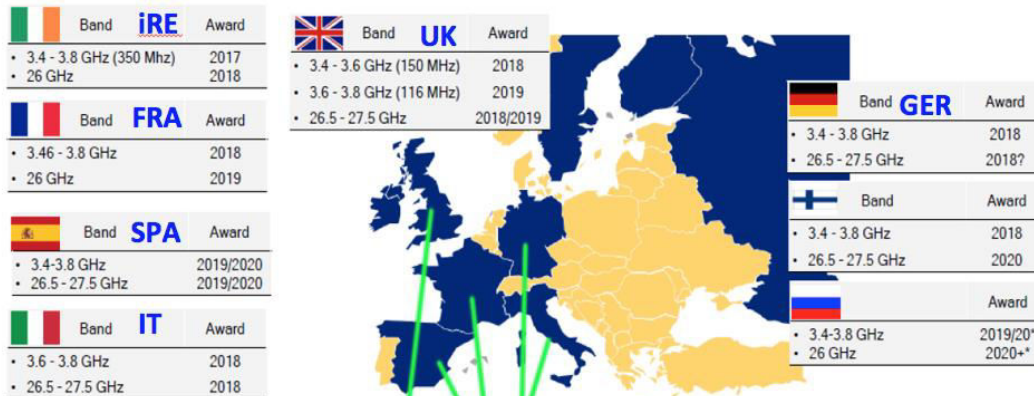 Band iRE Award
• 3.4 - 3.8 GHz (350 Mhz) 2017
• 26 GHz 2018
Band FRA Award
• 3.46 - 3.8 GHz 2018
• 26 GHz 2019
Band SPA Award
• 3.4-3.8 GHz 2019/2020
• 26.5 - 27.5 GHz 2019/2020
Band IT Award
• 3.6 - 3.8 GHz 2018
• 26.5 - 27.5 GHz 2018
Band UK Award
• 3.4 - 3.6 GHz (150 MHz) 2018
• 3.6 - 3.8 GHz (116 MHz) 2019
• 26.5 - 27.5 GHz 2018/2019
Band GER Award
• 3.4 - 3.8 GHz 2018
• 26.5 - 27.5 GHz 2018?
Band Award
• 3.4 - 3.8 GHz 2018
• 26.5 - 27.5 GHz 2020
Award
• 3.4-3.8 GHz 2019/20*
• 26 GHz 2020+*